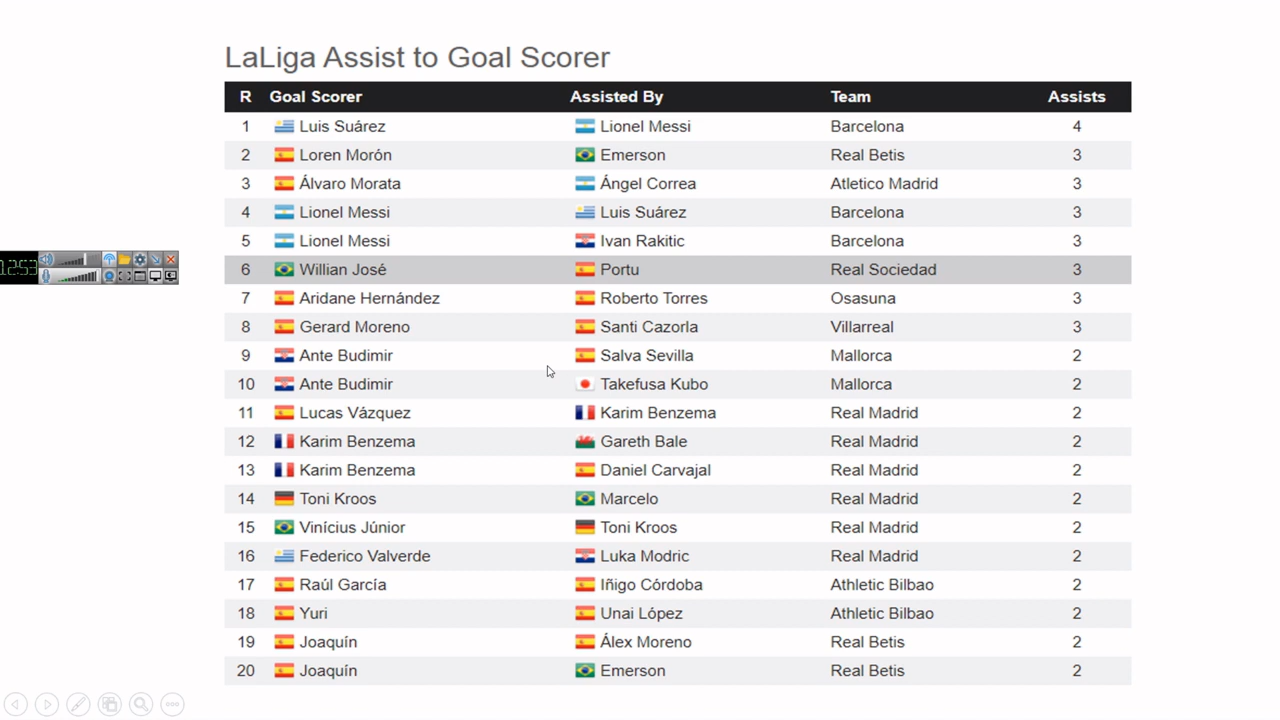 LaLiga Assist to Goal Scorer
R Goal Scorer Assisted By Team Assists
1 Luis Suárez Lionel Messi Barcelona 4
2 Loren Morón Emerson Real Betis 3
3 Álvaro Morata Ángel Correa Atletico Madrid 3
4 Lionel Messi Luis Suárez Barcelona 3
5 Lionel Messi Ivan Rakitic Barcelona 3
12:53
6 Willian José Portu Real Sociedad 3
7 Aridane Hernández Roberto Torres Osasuna 3
8 Gerard Moreno Santi Cazorla Villarreal 3
9 Ante Budimir Salva Sevilla Mallorca 2
10 Ante Budimir Takefusa Kubo Mallorca 2
11 Lucas Vázquez Karim Benzema Real Madrid 2
12 Karim Benzema Gareth Bale Real Madrid 2
13 Karim Benzema Daniel Carvajal Real Madrid 2
14 Toni Kroos Marcelo Real Madrid 2
15 Vinícius Júnior Toni Kroos Real Madrid 2
16 Federico Valverde Luka Modric Real Madrid 2
17 Raúl García Iñigo Córdoba Athletic Bilbao 2
18 Yuri Unai López Athletic Bilbao 2
19 Joaquín Álex Moreno Real Betis 2
20 Joaquín Emerson Real Betis 2